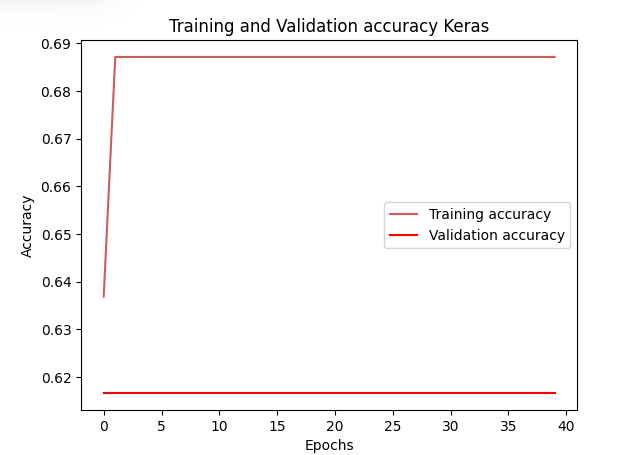 Training and Validation accuracy Keras
0.69
0.68
0.67
0.66
0.65
0.64
0.63
0.62
Accuracy
Training accuracy
Validation accuracy
0 5 10 15 20 25 30 35 40
Epochs